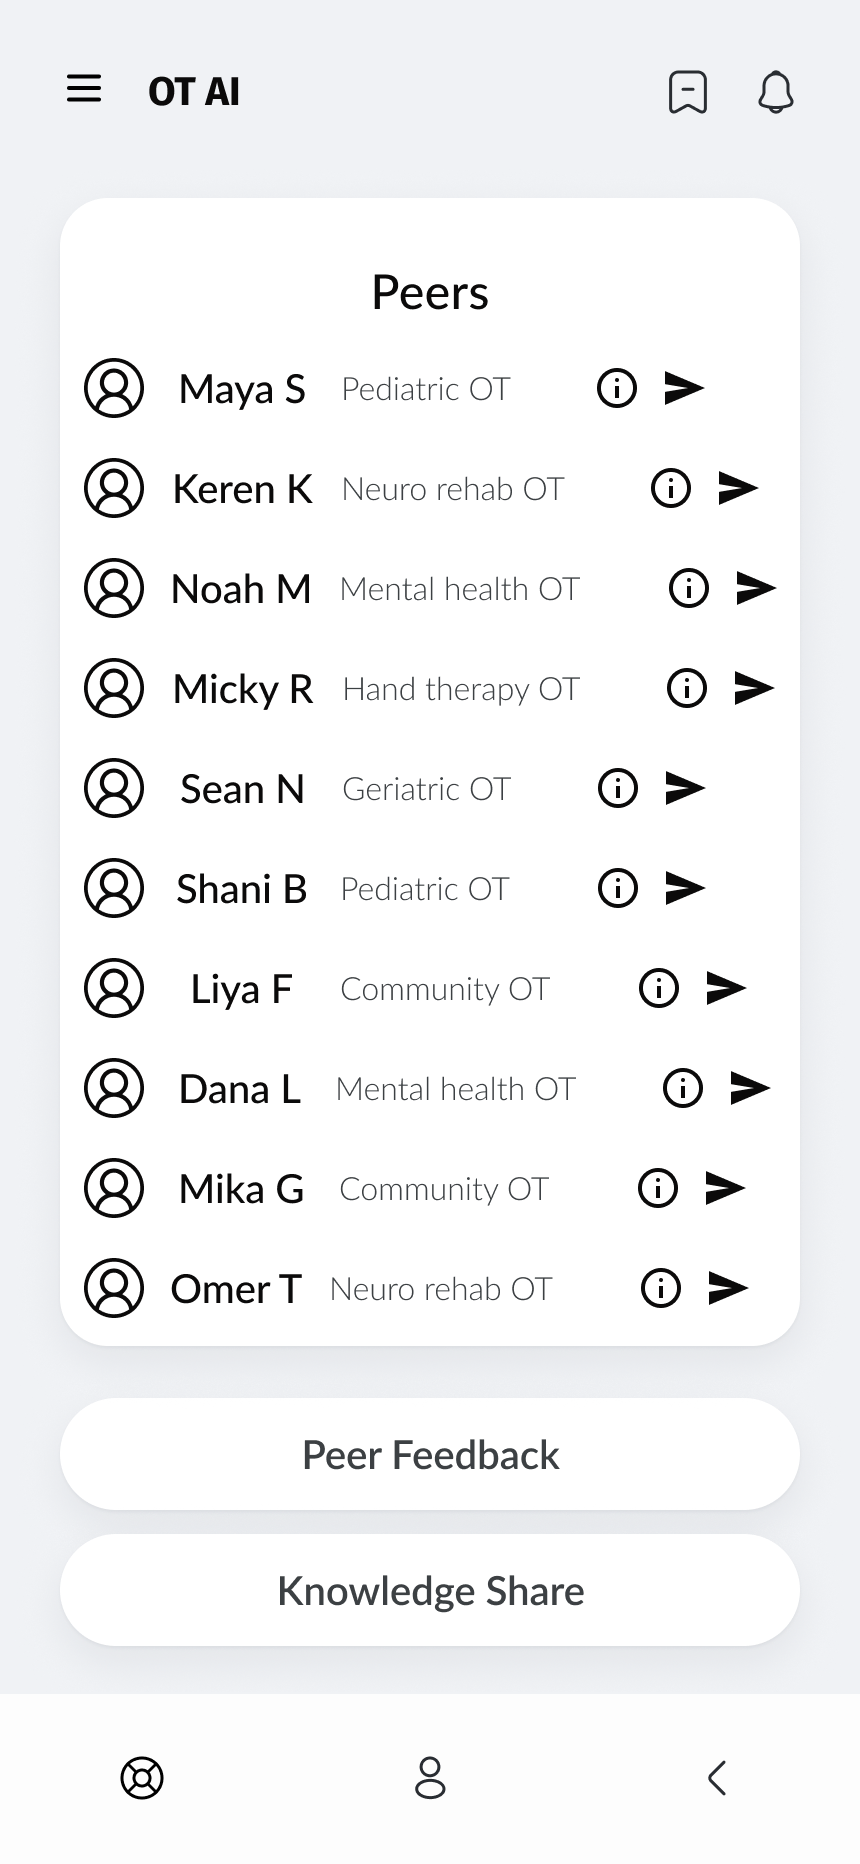 OT AI
Peers
Maya S Pediatric OT
Keren K Neuro rehab OT
Noah M Mental health OT
Micky R Hand therapy OT
Sean N Geriatric OT
Shani B Pediatric OT
Liya F Community OT
Dana L Mental health OT
Mika G Community OT
Omer T Neuro rehab OT
Peer Feedback
Knowledge Share